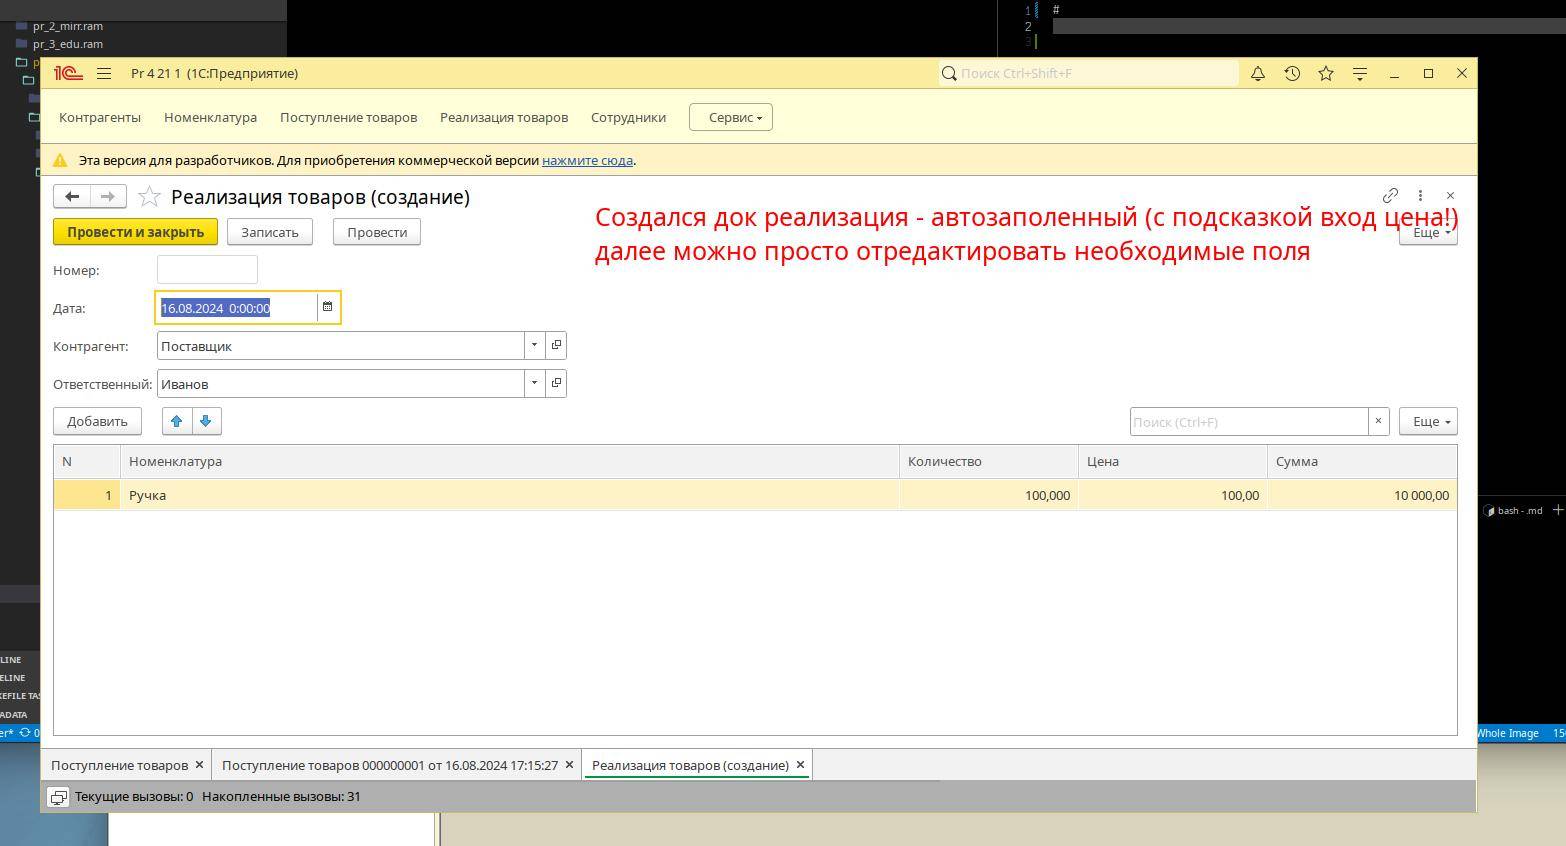 pr_2_mirr.ram
pr_3_edu.ram
1 #
2
3
1С Pr 4 21 1 (1С:Предприятие)
Поиск Ctrl+Shift+F
Контрагенты Номенклатура Поступление товаров Реализация товаров Сотрудники Сервис
Эта версия для разработчиков. Для приобретения коммерческой версии нажмите сюда.
Реализация товаров (создание)
Создался док реализация - автозаполенный (с подсказкой вход цена!)
далее можно просто отредактировать необходимые поля
Провести и закрыть Записать Провести Еще
Номер:
Дата: 16.08.2024 0:00:00
Контрагент: Поставщик
Ответственный: Иванов
Добавить Поиск (Ctrl+F) × Еще
N Номенклатура Количество Цена Сумма
1 Ручка 100,000 100,00 10 000,00
bash - .md
LINE
ELINE
KEFILE TAS
ADATA
er* 0
Whole Image 15
Поступление товаров × Поступление товаров 000000001 от 16.08.2024 17:15:27 × Реализация товаров (создание) ×
Текущие вызовы: 0 Накопленные вызовы: 31